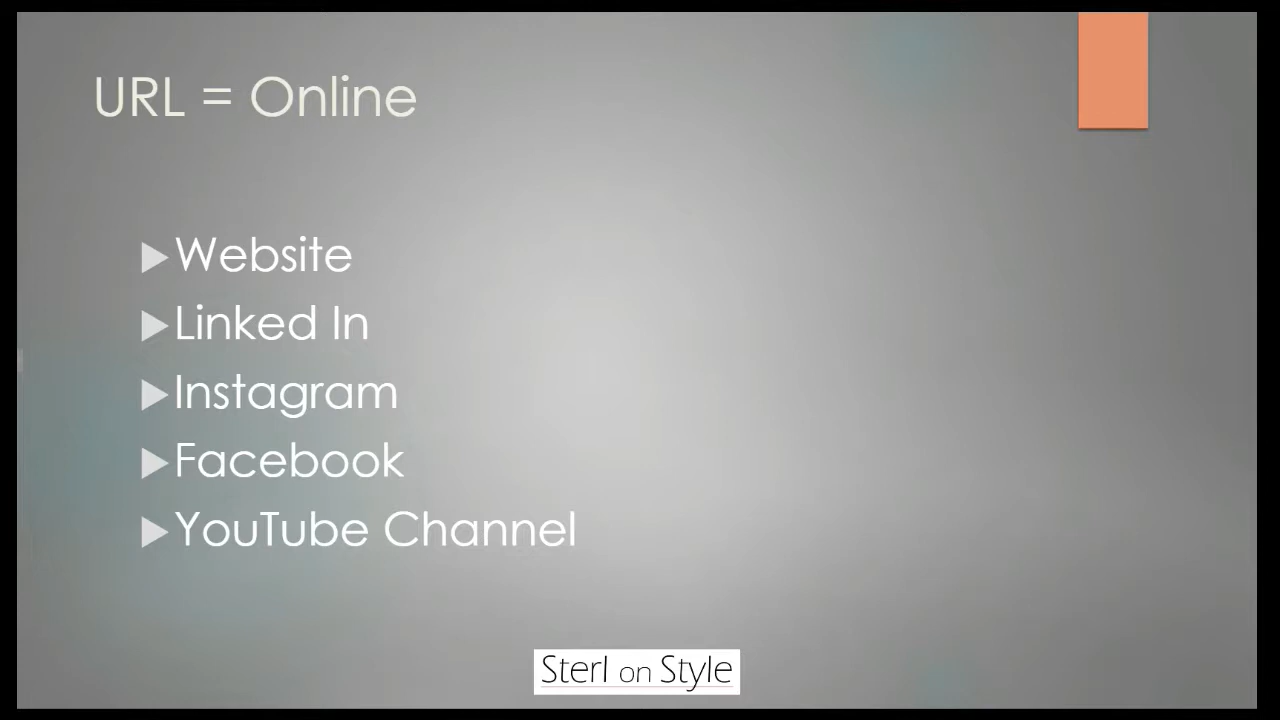 URL = Online
Website
Linked In
Instagram
Facebook
YouTube Channel
Sterl on Style